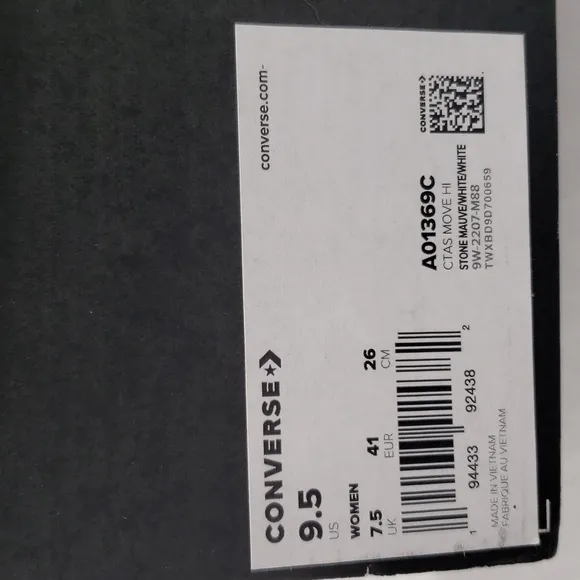 CONVERSE
converse.com-
9.5
US
WOMEN
7.5 41 26
UK EUR CM
1 94433 92438 2
MADE IN VIETNAM
FABRIQUÉ AU VIETNAM
CONVERSE
A01369C
CTAS MOVE HI
STONE MAUVE/WHITE/WHITE
9W-2207-M88
TWXBD9D700659